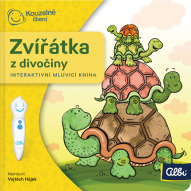 Kouzelné
čtení
Zvířátka
z divočiny
INTERAKTIVNÍ MLUVICÍ KNIHA
Namluvil
Vojtěch Hájek
Albi